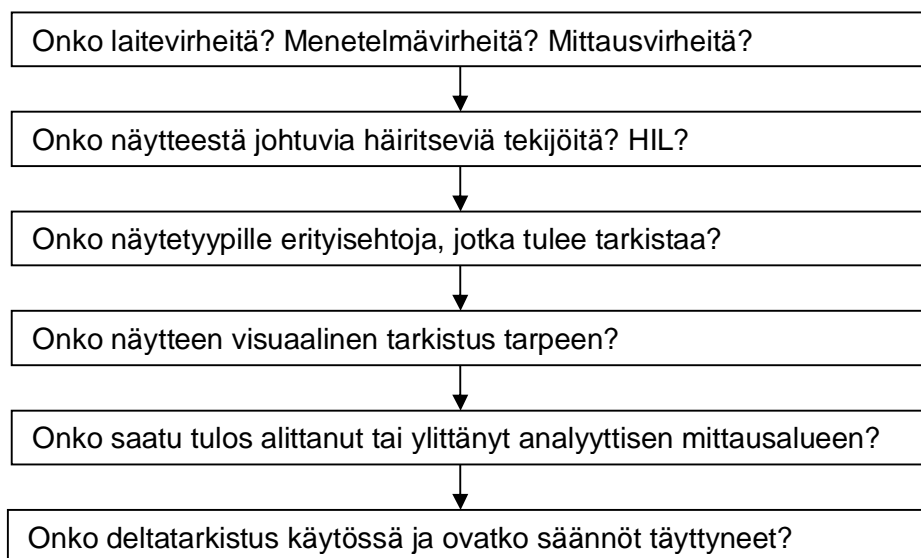 Onko laitevirheitä? Menetelmävirheitä? Mittausvirheitä?
Onko näytteestä johtuvia häiritseviä tekijöitä? HIL?
Onko näytetyypille erityisehtoja, jotka tulee tarkistaa?
Onko näytteen visuaalinen tarkistus tarpeen?
Onko saatu tulos alittanut tai ylittänyt analyyttisen mittausalueen?
Onko deltatarkistus käytössä ja ovatko säännöt täyttyneet?